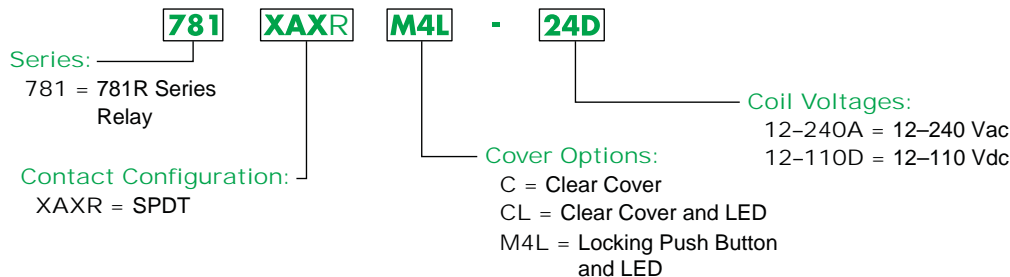 781 XAXR M4L - 24D
Series:
781 = 781R Series
Relay
Contact Configuration:
XAXR = SPDT
Cover Options:
C = Clear Cover
CL = Clear Cover and LED
M4L = Locking Push Button
and LED
Coil Voltages:
12–240A = 12–240 Vac
12–110D = 12–110 Vdc